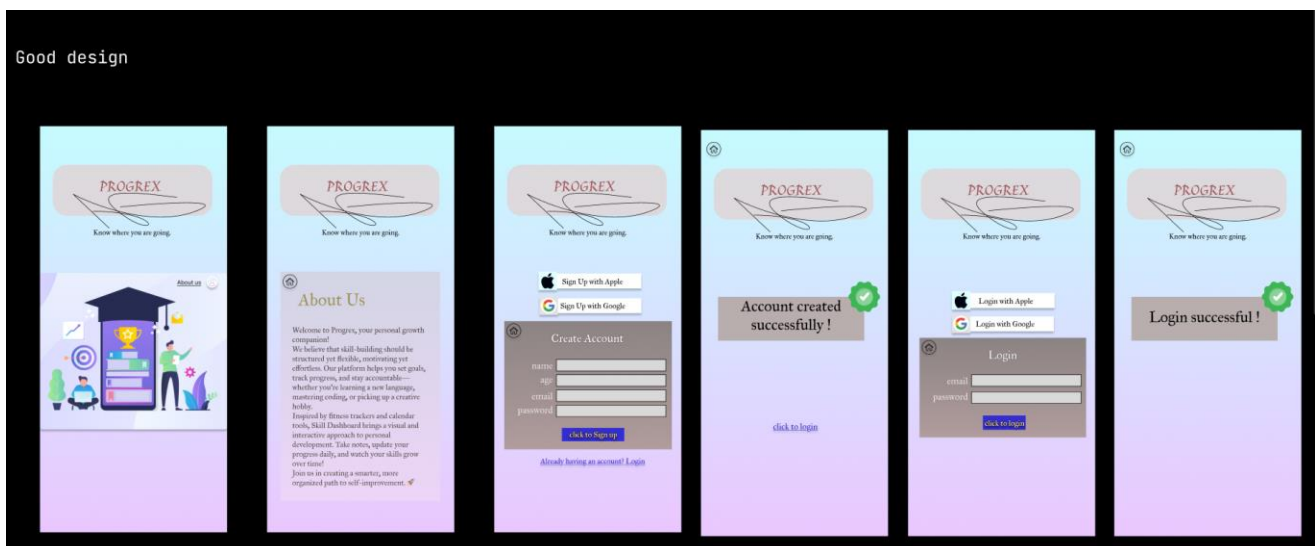 Good design
PROGREX
Know where you are going.
About us
PROGREX
Know where you are going.
About Us
Welcome to Progrex, your personal growth
companion!
We believe that skill-building should be
structured yet flexible, motivating yet
effortless. Our platform helps you set goals,
track progress, and stay accountable—
whether you're learning a new language,
mastering coding, or picking up a creative
hobby.
Inspired by fitness trackers and calendar
tools, Skill Dashboard brings a visual and
interactive approach to personal
development. Take notes, update your
progress daily, and watch your skills grow
over time!
Join us in creating a smarter, more
organized path to self-improvement. 🚀
PROGREX
Know where you are going.
Sign Up with Apple
Sign Up with Google
Create Account
name
age
email
password
click to Sign up
Already having an account? Login
PROGREX
Know where you are going.
Account created
successfully !
click to login
PROGREX
Know where you are going.
Login with Apple
Login with Google
Login
email
password
click to login
PROGREX
Know where you are going.
Login successful !